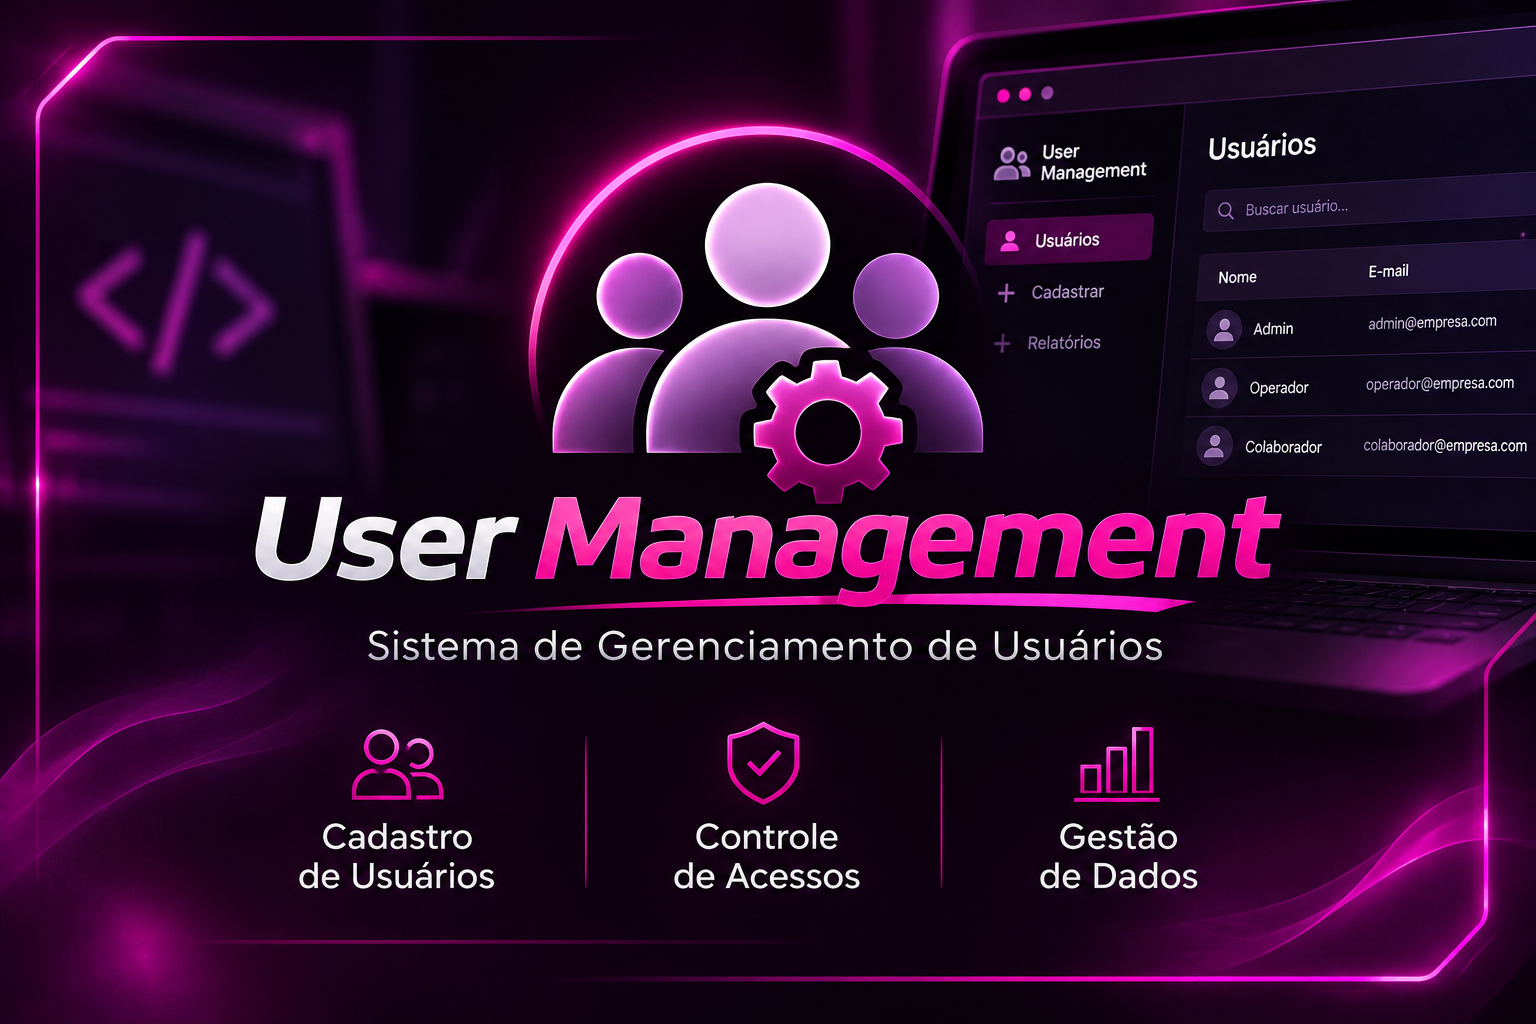 </>
User
Management
Usuários
Cadastrar
Relatórios
Usuários
Buscar usuário...
Nome E-mail
Admin admin@empresa.com
Operador operador@empresa.com
Colaborador colaborador@empresa.com
User Management
Sistema de Gerenciamento de Usuários
Cadastro
de Usuários
Controle
de Acessos
Gestão
de Dados